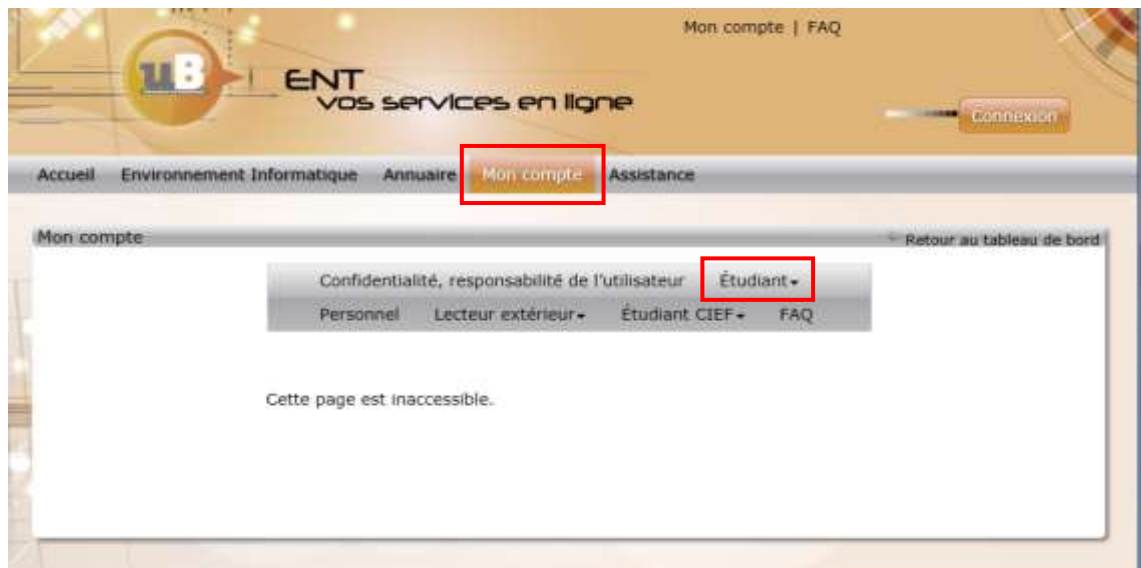 Mon compte | FAQ
uB
ENT
vos services en ligne
Connexion
Accueil Environnement Informatique Annuaire Mon compte Assistance
Mon compte
Retour au tableau de bord
Confidentialité, responsabilité de l'utilisateur Étudiant
Personnel Lecteur extérieur Étudiant CIEF FAQ
Cette page est inaccessible.